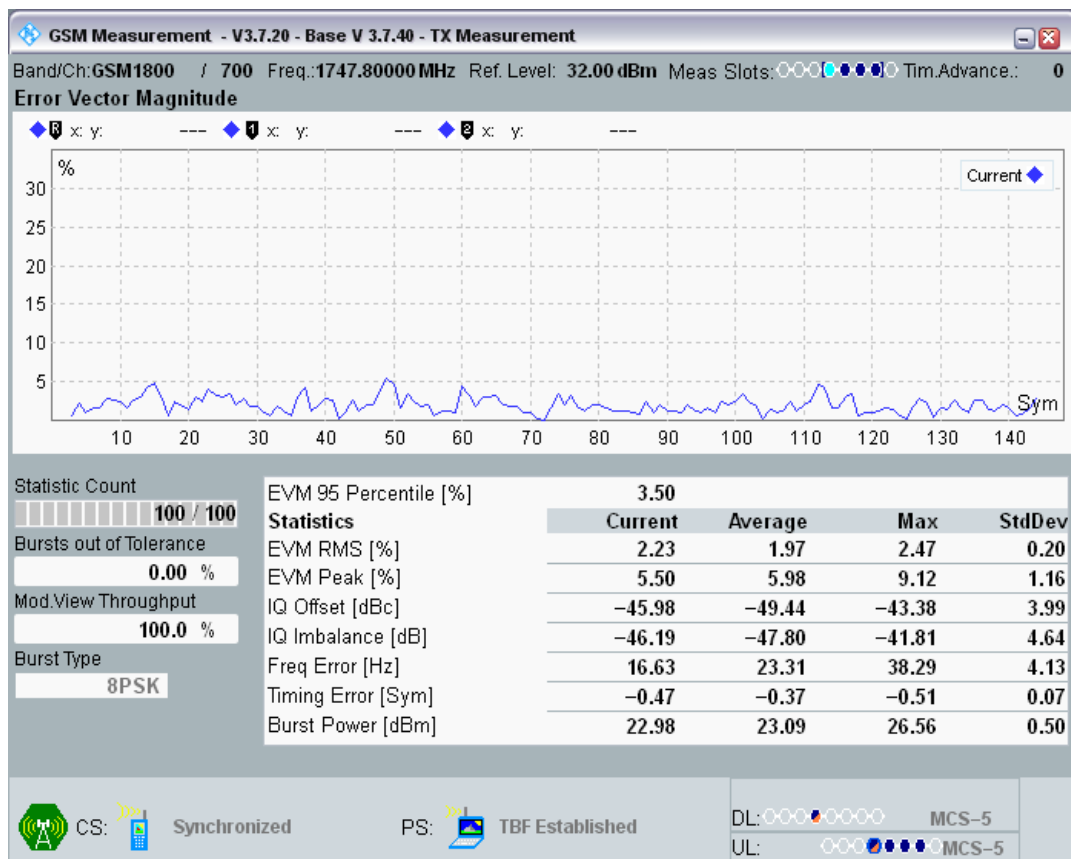 GSM Measurement - V3.7.20 - Base V 3.7.40 - TX Measurement
Band/Ch:GSM1800 / 700 Freq.:1747.80000 MHz Ref. Level: 32.00 dBm Meas Slots: Tim.Advance.: 0
Error Vector Magnitude
R x: y: --- 1 x: y: --- 2 x: y: ---
%
Current
30
25
20
15
10
5
Sym
10 20 30 40 50 60 70 80 90 100 110 120 130 140
Statistic Count
100 / 100
Bursts out of Tolerance
0.00 %
Mod.View Throughput
100.0 %
Burst Type
8PSK
EVM 95 Percentile [%] 3.50
Statistics Current Average Max StdDev
EVM RMS [%] 2.23 1.97 2.47 0.20
EVM Peak [%] 5.50 5.98 9.12 1.16
IQ Offset [dBc] −45.98 −49.44 −43.38 3.99
IQ Imbalance [dB] −46.19 −47.80 −41.81 4.64
Freq Error [Hz] 16.63 23.31 38.29 4.13
Timing Error [Sym] −0.47 −0.37 −0.51 0.07
Burst Power [dBm] 22.98 23.09 26.56 0.50
CS: Synchronized PS: TBF Established
DL: MCS−5
UL: MCS−5